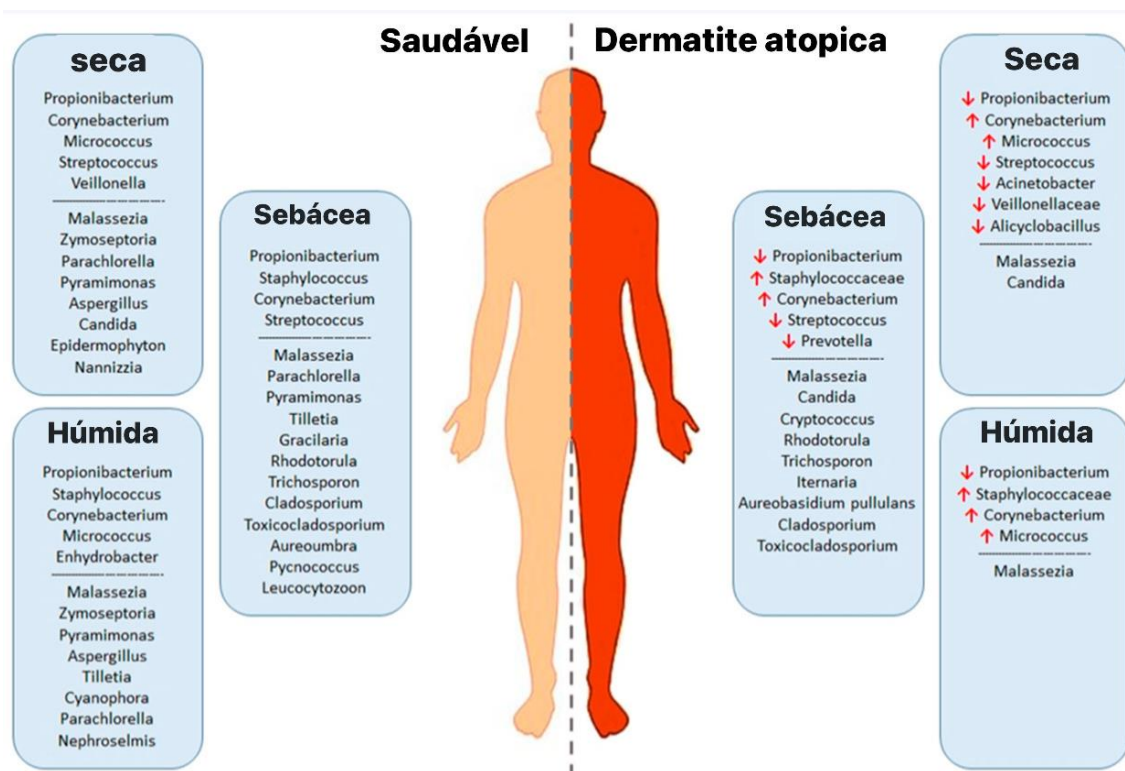 Saudável
Dermatite atopica
seca
Propionibacterium
Corynebacterium
Micrococcus
Streptococcus
Veillonella
Malassezia
Zymoseptoria
Parachlorella
Pyramimonas
Aspergillus
Candida
Epidermophyton
Nannizzia
Húmida
Propionibacterium
Staphylococcus
Corynebacterium
Micrococcus
Enhydrobacter
Malassezia
Zymoseptoria
Pyramimonas
Aspergillus
Tilletia
Cyanophora
Parachlorella
Nephroselmis
Sebácea
Propionibacterium
Staphylococcus
Corynebacterium
Streptococcus
Malassezia
Parachlorella
Pyramimonas
Tilletia
Gracilaria
Rhodotorula
Trichosporon
Cladosporium
Toxicocladosporium
Aureoumbra
Pycnococcus
Leucocytozoon
Sebácea
↓ Propionibacterium
↑ Staphylococcaceae
↑ Corynebacterium
↓ Streptococcus
↓ Prevotella
Malassezia
Candida
Cryptococcus
Rhodotorula
Trichosporon
Iternaria
Aureobasidium pullulans
Cladosporium
Toxicocladosporium
Seca
↓ Propionibacterium
↑ Corynebacterium
↑ Micrococcus
↓ Streptococcus
↓ Acinetobacter
↓ Veillonellaceae
↓ Alicyclobacillus
Malassezia
Candida
Húmida
↓ Propionibacterium
↑ Staphylococcaceae
↑ Corynebacterium
↑ Micrococcus
Malassezia